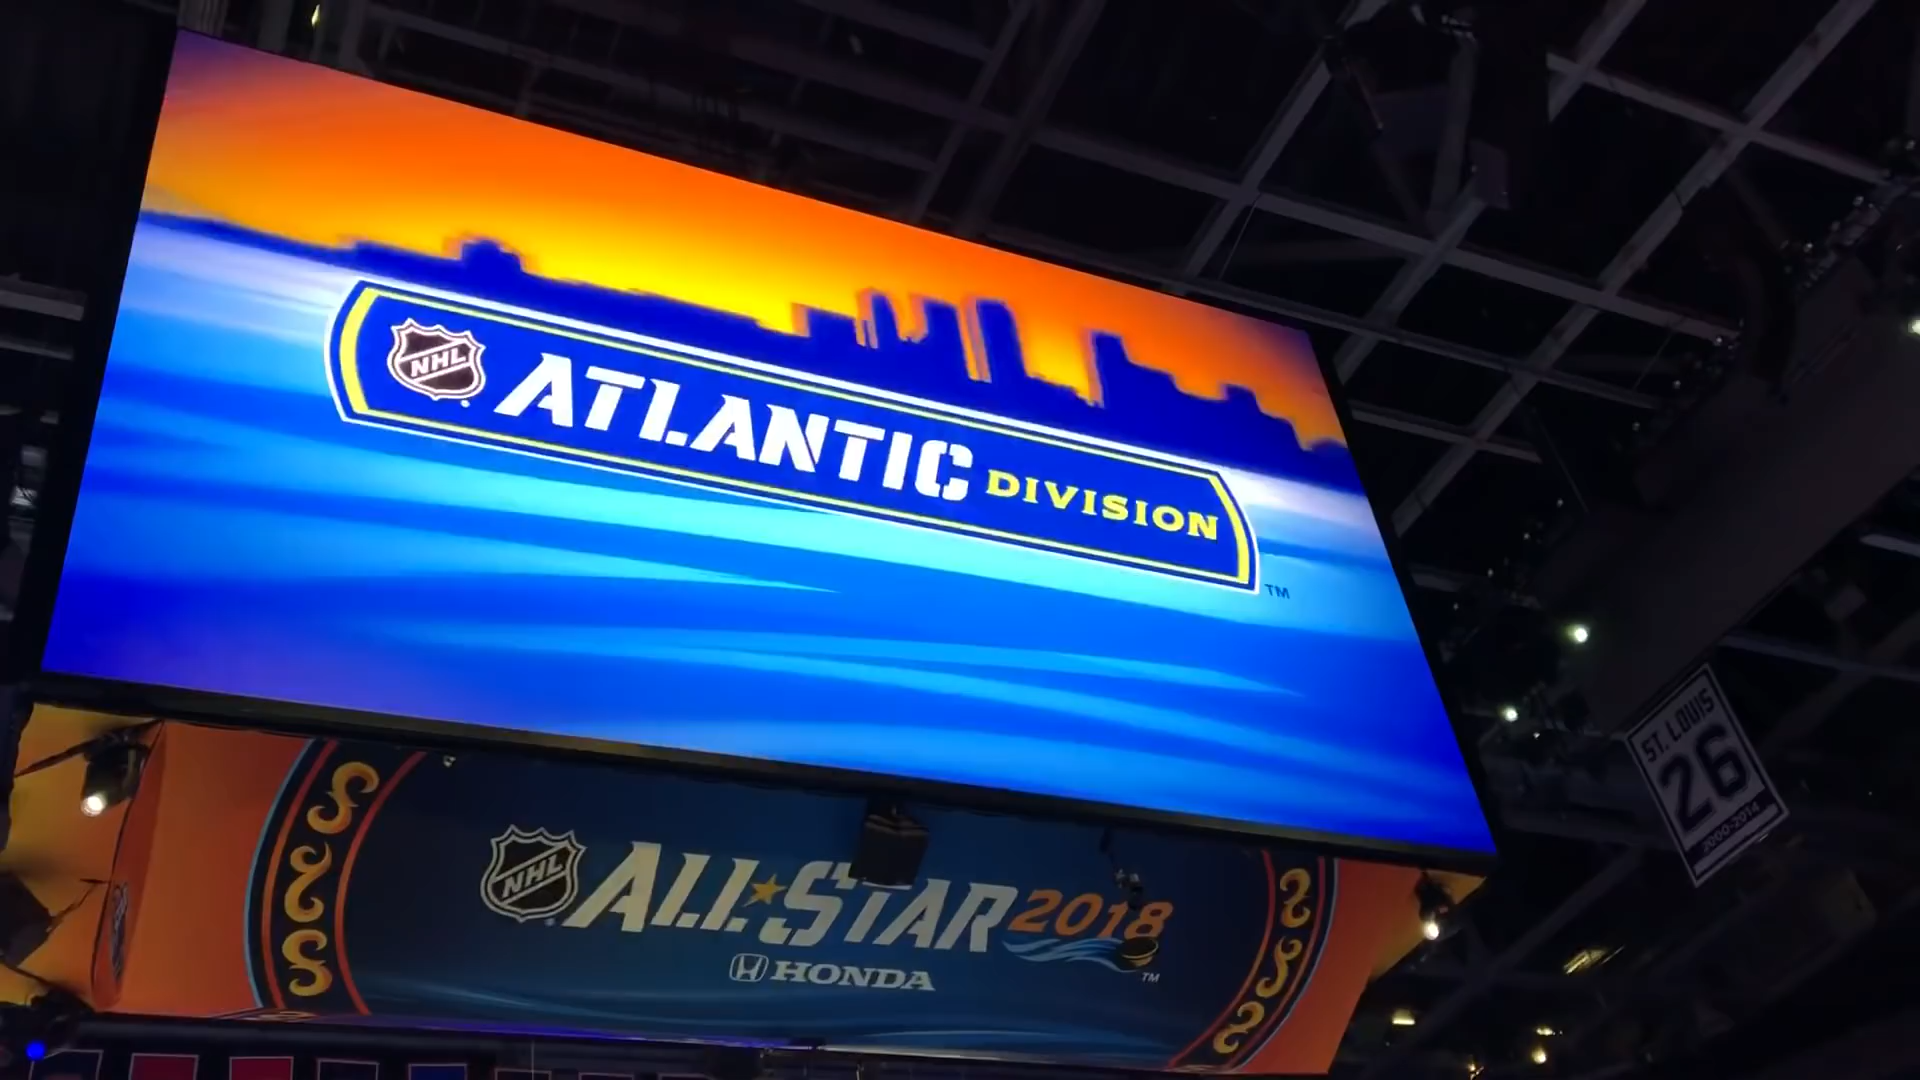 NHL ATLANTIC DIVISION
TM
NHL ALL STAR 2018
TM
HONDA
ST. LOUIS
26
2000-2014